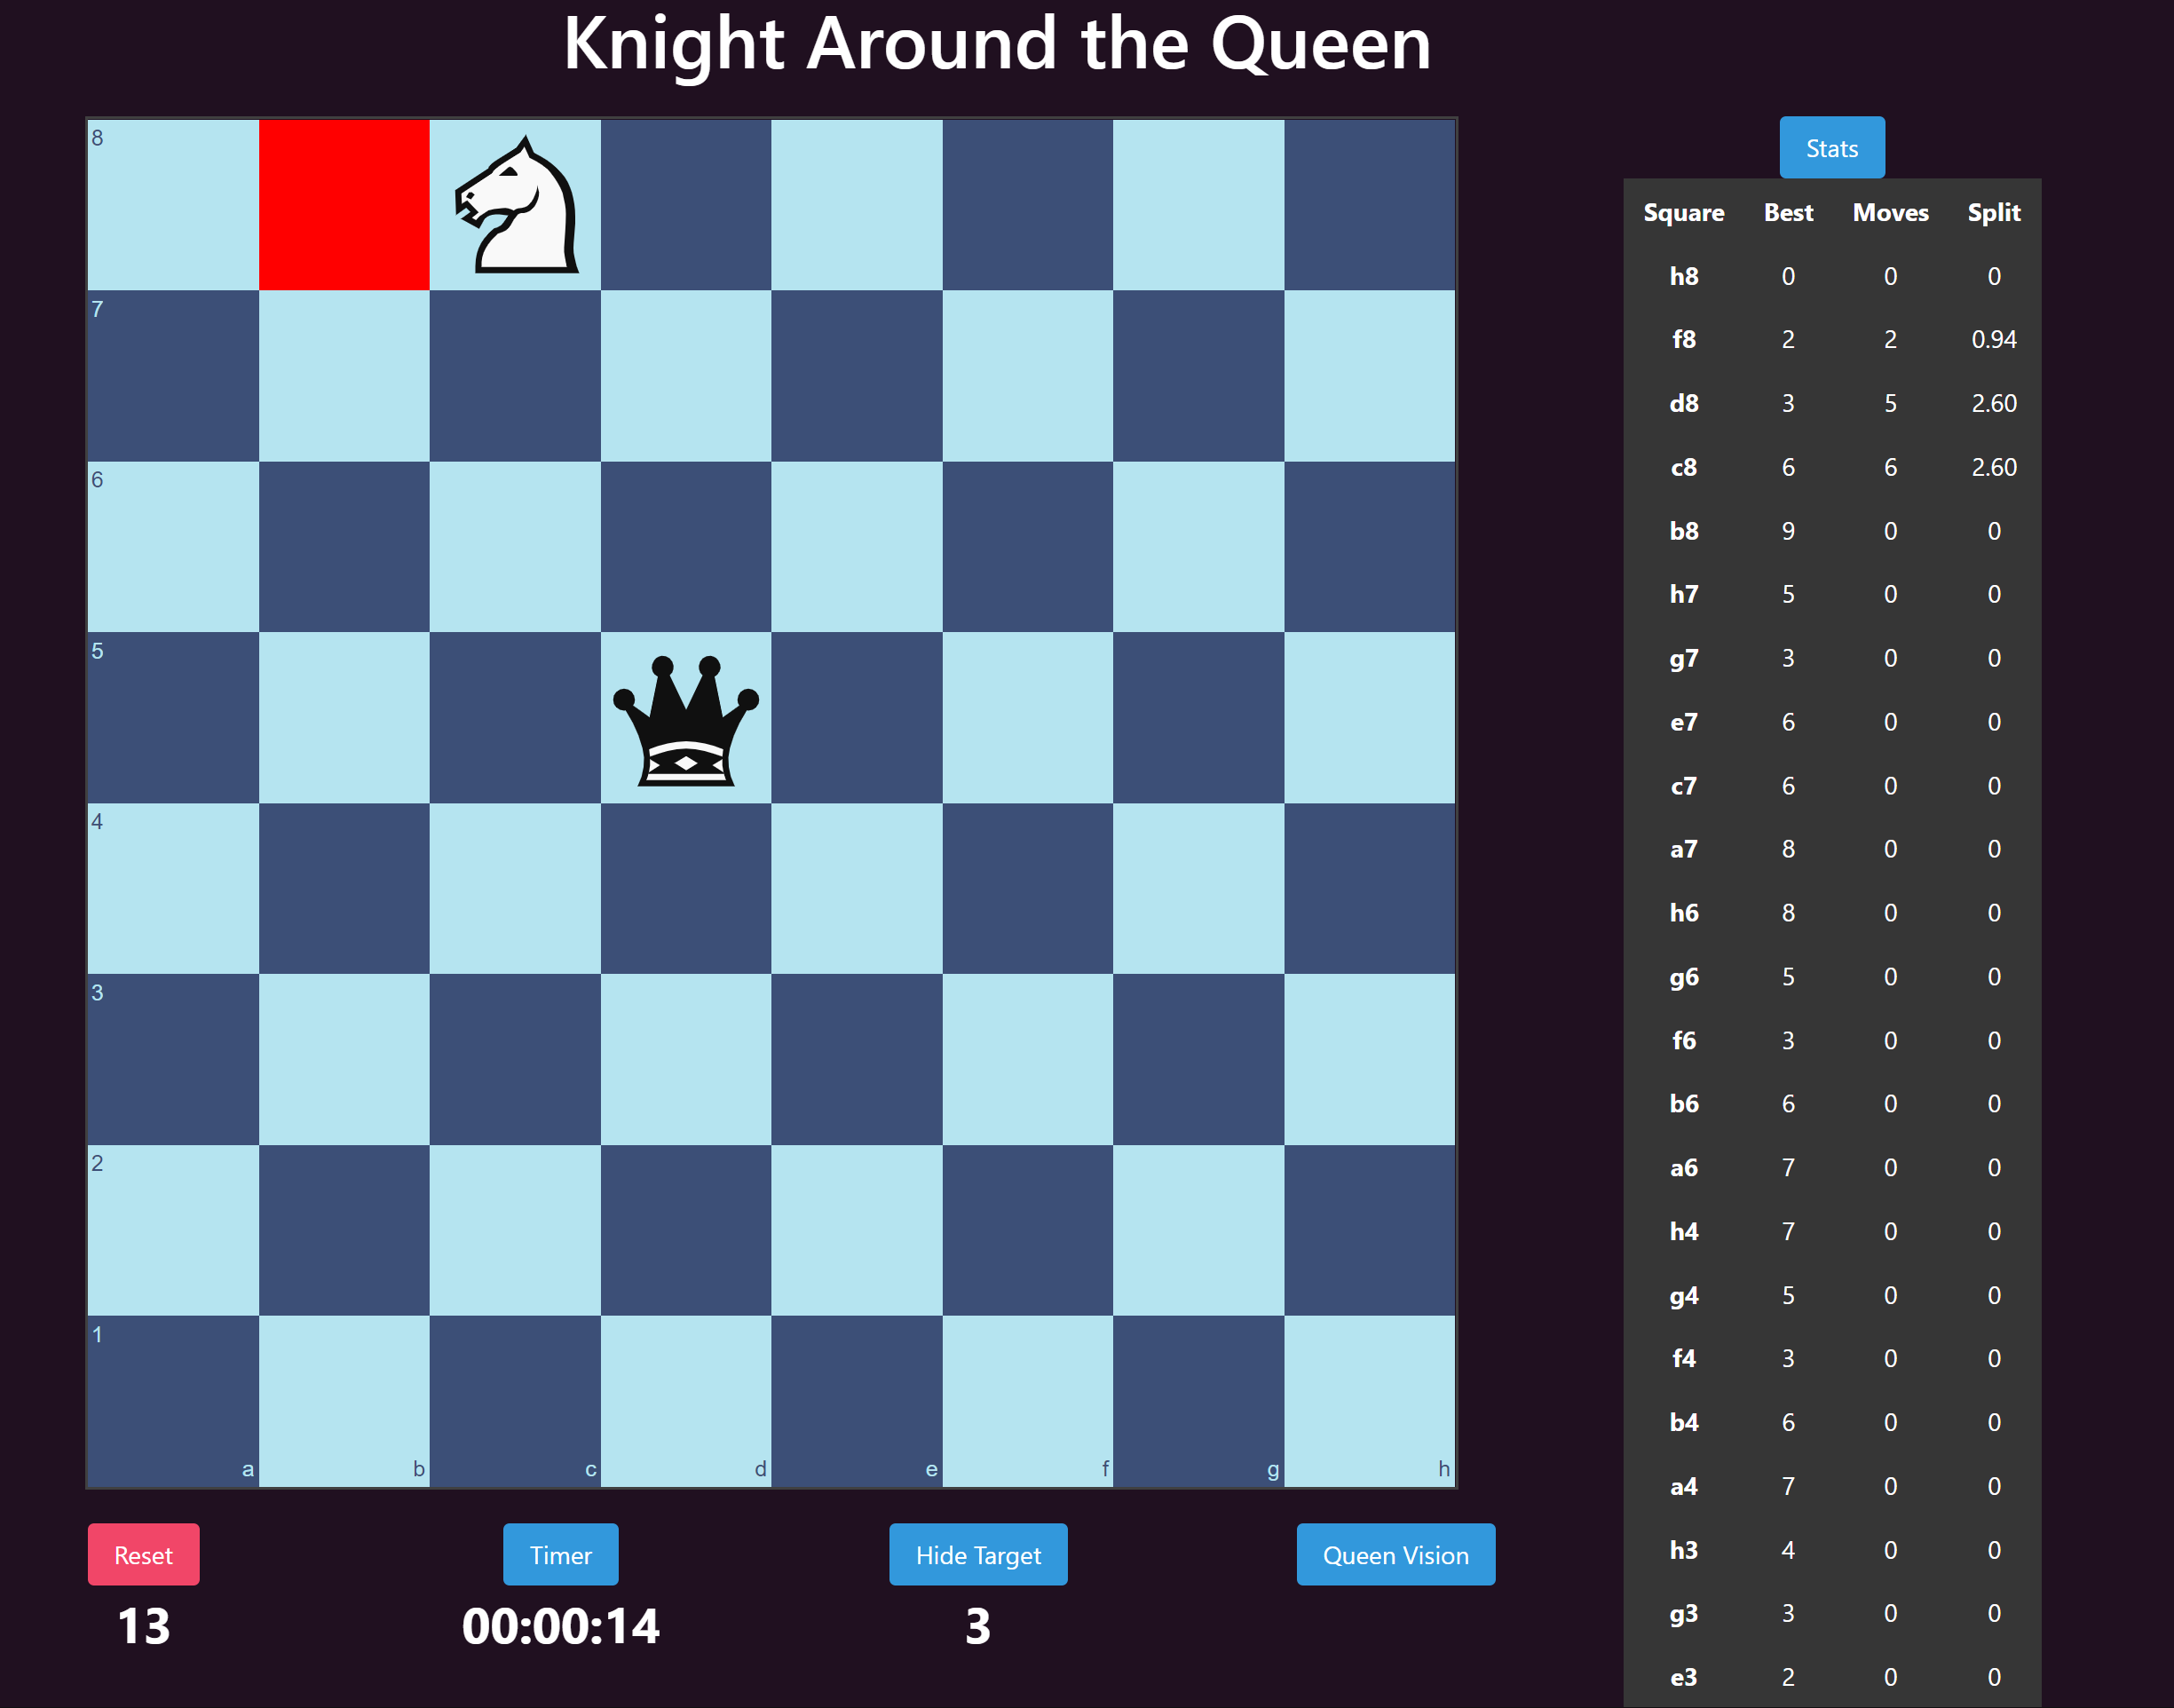 Knight Around the Queen
8
7
6
5
4
3
2
1
a b c d e f g h
Reset Timer Hide Target Queen Vision
13 00:00:14 3
Stats
Square Best Moves Split
h8 0 0 0
f8 2 2 0.94
d8 3 5 2.60
c8 6 6 2.60
b8 9 0 0
h7 5 0 0
g7 3 0 0
e7 6 0 0
c7 6 0 0
a7 8 0 0
h6 8 0 0
g6 5 0 0
f6 3 0 0
b6 6 0 0
a6 7 0 0
h4 7 0 0
g4 5 0 0
f4 3 0 0
b4 6 0 0
a4 7 0 0
h3 4 0 0
g3 3 0 0
e3 2 0 0